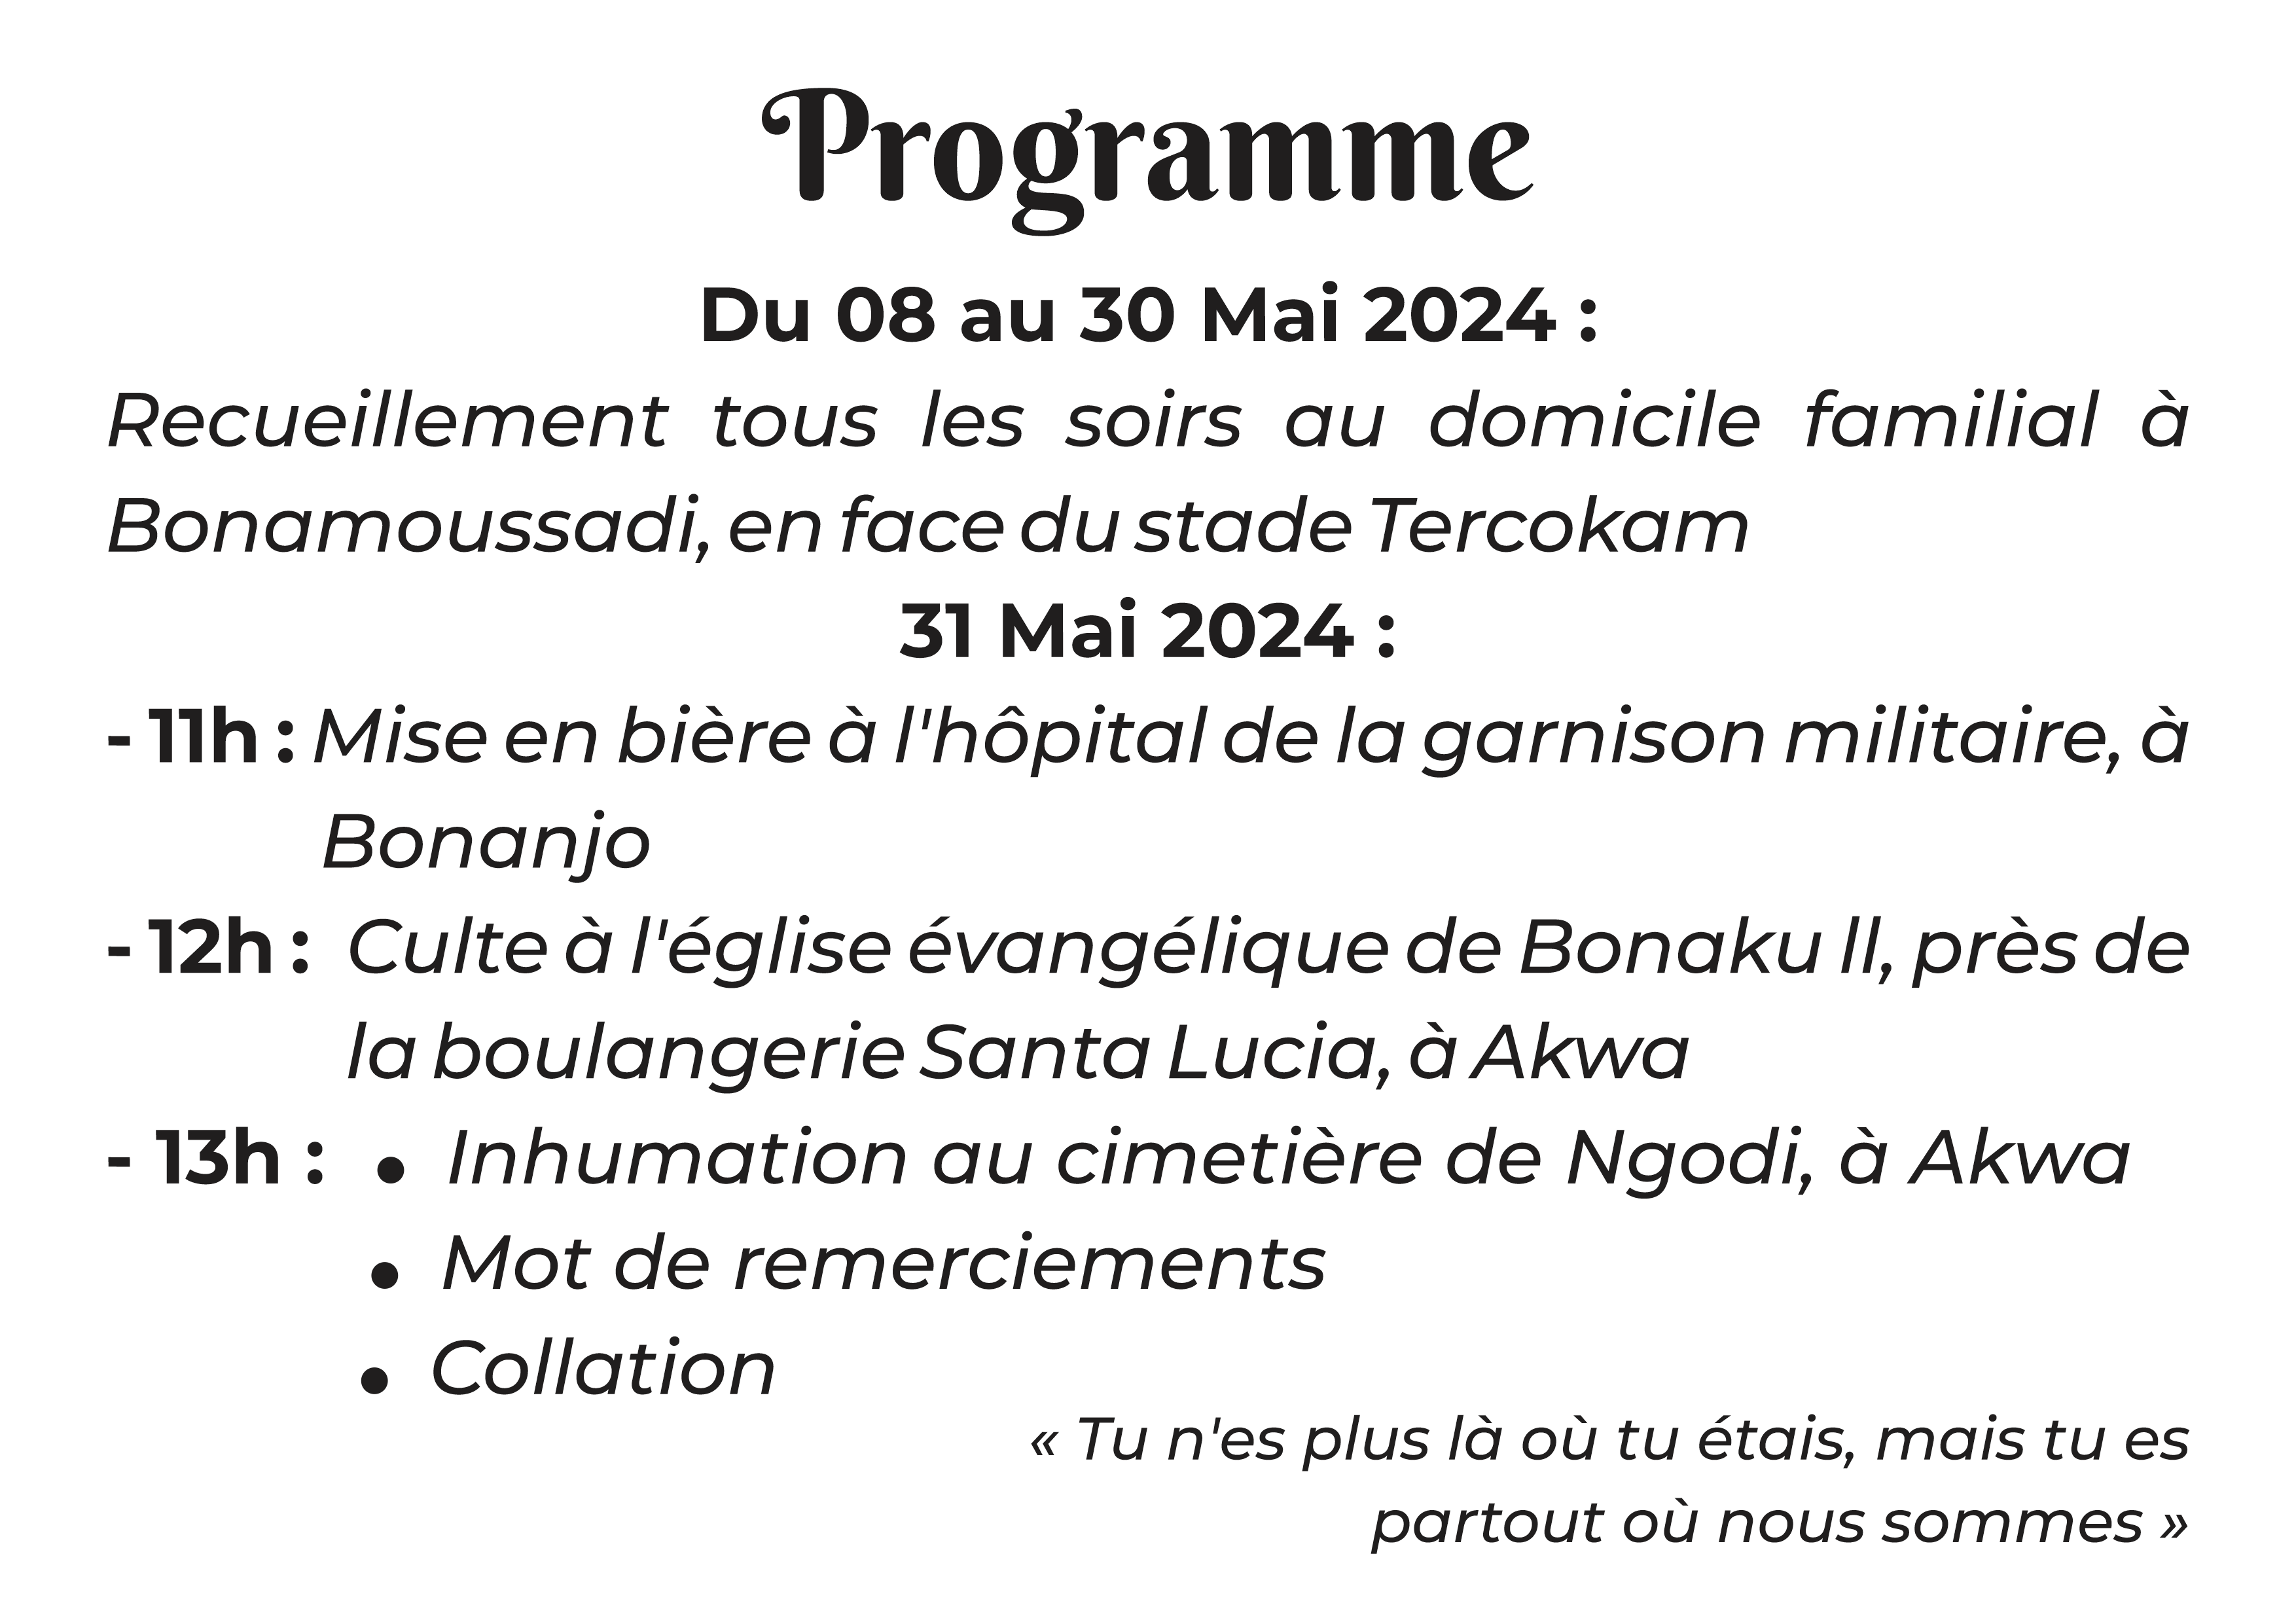 Programme
Du 08 au 30 Mai 2024 :
Recueillement tous les soirs au domicile familial à
Bonamoussadi, en face du stade Tercokam
31 Mai 2024 :
- 11h : Mise en bière à l'hôpital de la garnison militaire, à
Bonanjo
- 12h : Culte à l'église évangélique de Bonaku ll, près de
la boulangerie Santa Lucia, à Akwa
- 13h : • Inhumation au cimetière de Ngodi, à Akwa
• Mot de remerciements
• Collation
« Tu n'es plus là où tu étais, mais tu es
partout où nous sommes »